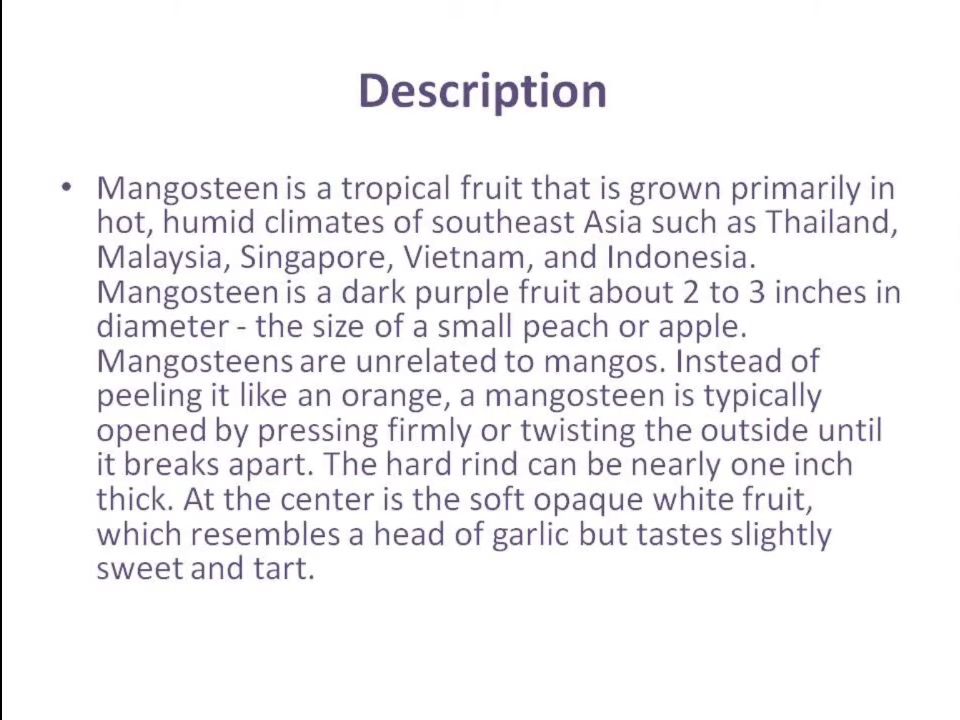 Description
• Mangosteen is a tropical fruit that is grown primarily in
hot, humid climates of southeast Asia such as Thailand,
Malaysia, Singapore, Vietnam, and Indonesia.
Mangosteen is a dark purple fruit about 2 to 3 inches in
diameter - the size of a small peach or apple.
Mangosteens are unrelated to mangos. Instead of
peeling it like an orange, a mangosteen is typically
opened by pressing firmly or twisting the outside until
it breaks apart. The hard rind can be nearly one inch
thick. At the center is the soft opaque white fruit,
which resembles a head of garlic but tastes slightly
sweet and tart.